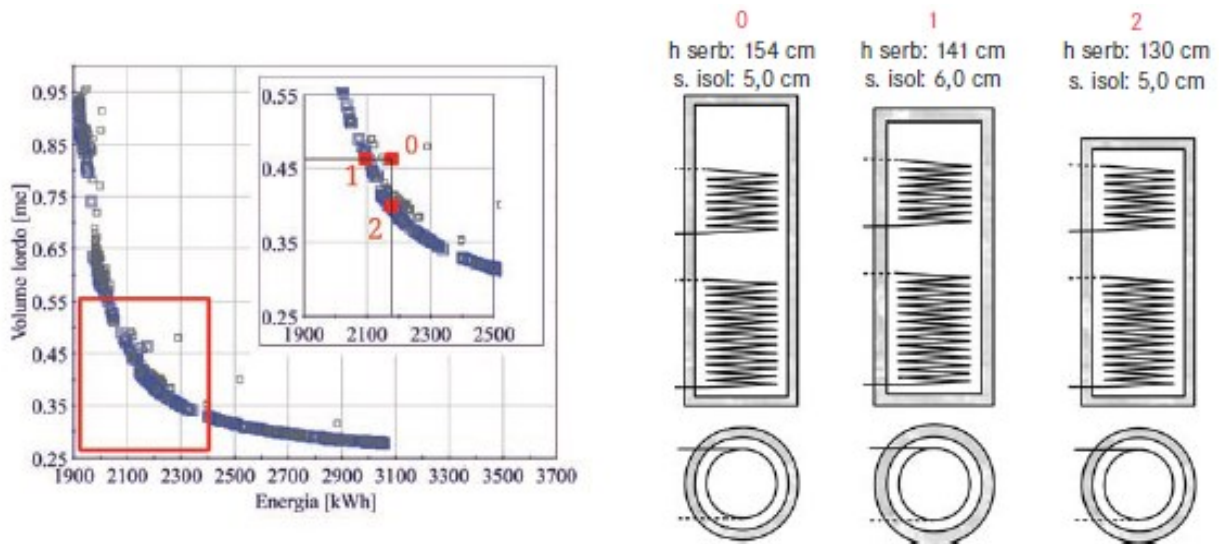 Volume lordo [mc]
0.95
0.85
0.75
0.65
0.55
0.45
0.35
0.25
1900 2100 2300 2500 2700 2900 3100 3300 3500 3700
Energia [kWh]
0.55
0.45
0.35
0.25
1900 2100 2300 2500
0
1
2
0
h serb: 154 cm
s. isol: 5,0 cm
1
h serb: 141 cm
s. isol: 6,0 cm
2
h serb: 130 cm
s. isol: 5,0 cm